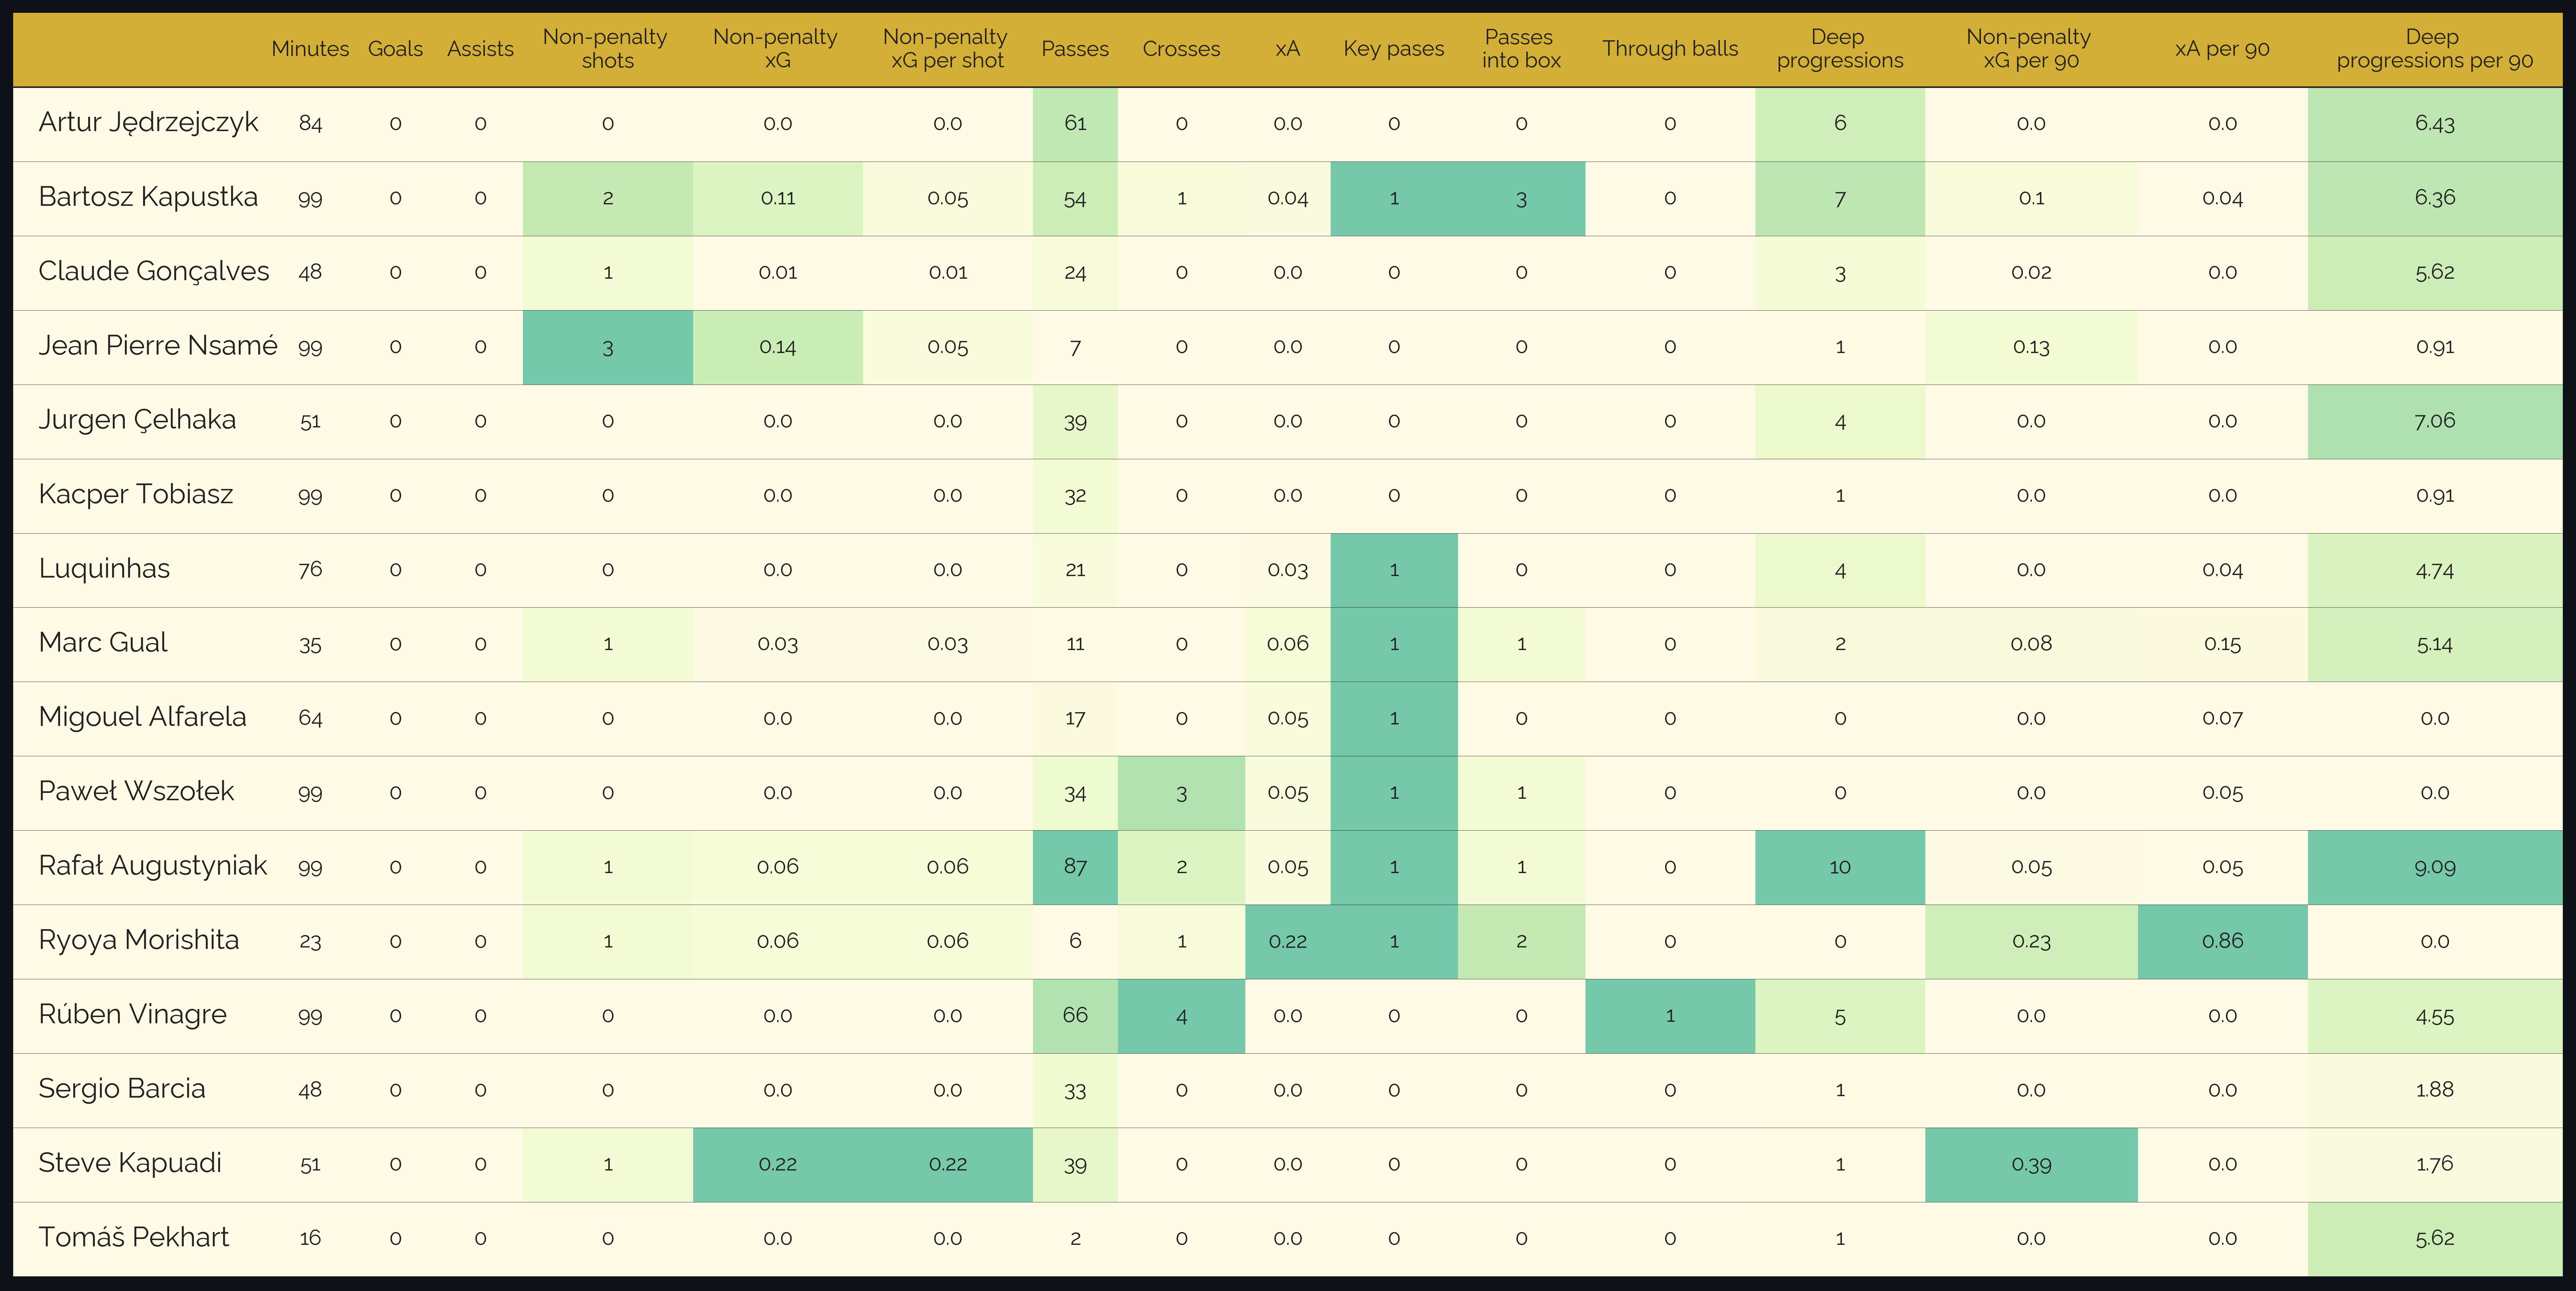 Minutes Goals Assists Non-penalty shots Non-penalty xG Non-penalty xG per shot Passes Crosses xA Key pases Passes into box Through balls Deep progressions Non-penalty xG per 90 xA per 90 Deep progressions per 90
Artur Jędrzejczyk 84 0 0 0 0.0 0.0 61 0 0.0 0 0 0 6 0.0 0.0 6.43
Bartosz Kapustka 99 0 0 2 0.11 0.05 54 1 0.04 1 3 0 7 0.1 0.04 6.36
Claude Gonçalves 48 0 0 1 0.01 0.01 24 0 0.0 0 0 0 3 0.02 0.0 5.62
Jean Pierre Nsamé 99 0 0 3 0.14 0.05 7 0 0.0 0 0 0 1 0.13 0.0 0.91
Jurgen Çelhaka 51 0 0 0 0.0 0.0 39 0 0.0 0 0 0 4 0.0 0.0 7.06
Kacper Tobiasz 99 0 0 0 0.0 0.0 32 0 0.0 0 0 0 1 0.0 0.0 0.91
Luquinhas 76 0 0 0 0.0 0.0 21 0 0.03 1 0 0 4 0.0 0.04 4.74
Marc Gual 35 0 0 1 0.03 0.03 11 0 0.06 1 1 0 2 0.08 0.15 5.14
Migouel Alfarela 64 0 0 0 0.0 0.0 17 0 0.05 1 0 0 0 0.0 0.07 0.0
Paweł Wszołek 99 0 0 0 0.0 0.0 34 3 0.05 1 1 0 0 0.0 0.05 0.0
Rafał Augustyniak 99 0 0 1 0.06 0.06 87 2 0.05 1 1 0 10 0.05 0.05 9.09
Ryoya Morishita 23 0 0 1 0.06 0.06 6 1 0.22 1 2 0 0 0.23 0.86 0.0
Rúben Vinagre 99 0 0 0 0.0 0.0 66 4 0.0 0 0 1 5 0.0 0.0 4.55
Sergio Barcia 48 0 0 0 0.0 0.0 33 0 0.0 0 0 0 1 0.0 0.0 1.88
Steve Kapuadi 51 0 0 1 0.22 0.22 39 0 0.0 0 0 0 1 0.39 0.0 1.76
Tomáš Pekhart 16 0 0 0 0.0 0.0 2 0 0.0 0 0 0 1 0.0 0.0 5.62